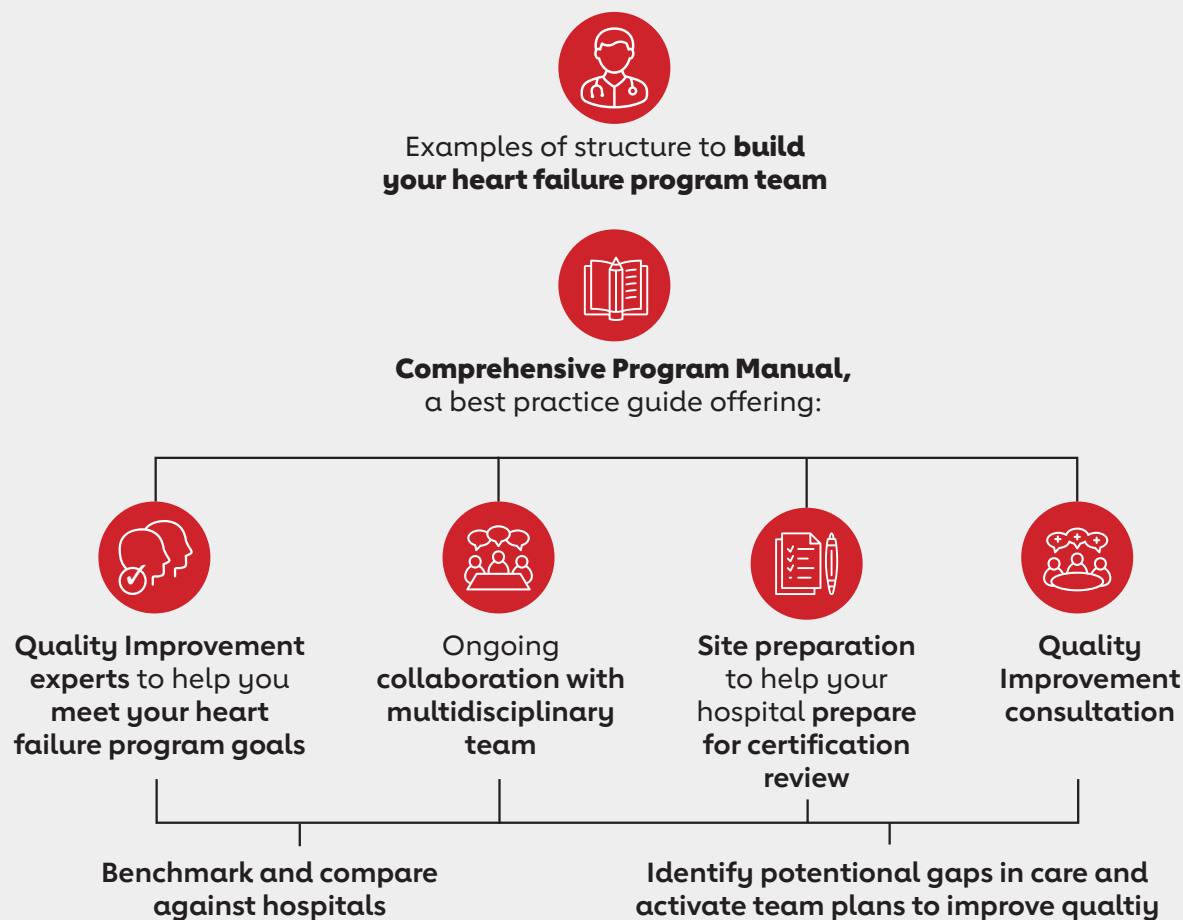 Examples of structure to build
your heart failure program team
Comprehensive Program Manual,
a best practice guide offering:
Quality Improvement
experts to help you
meet your heart
failure program goals
Ongoing
collaboration with
multidisciplinary
team
Site preparation
to help your
hospital prepare
for certification
review
Quality
Improvement
consultation
Benchmark and compare
against hospitals
Identify potential gaps in care and
activate team plans to improve qualtiy